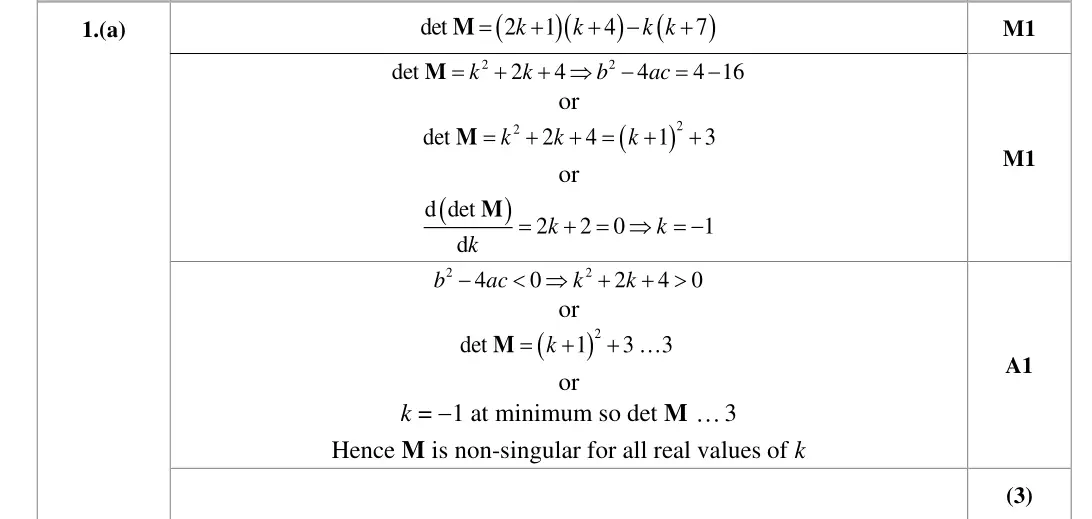 1.(a) det M = (2k + 1)(k + 4) − k(k + 7) M1
det M = k² + 2k + 4 ⇒ b² − 4ac = 4 − 16
or
det M = k² + 2k + 4 = (k + 1)² + 3
M1
or
d(det M)/dk = 2k + 2 = 0 ⇒ k = −1
b² − 4ac < 0 ⇒ k² + 2k + 4 > 0
or
det M = (k + 1)² + 3 …3
A1
or
k = −1 at minimum so det M … 3
Hence M is non-singular for all real values of k
(3)